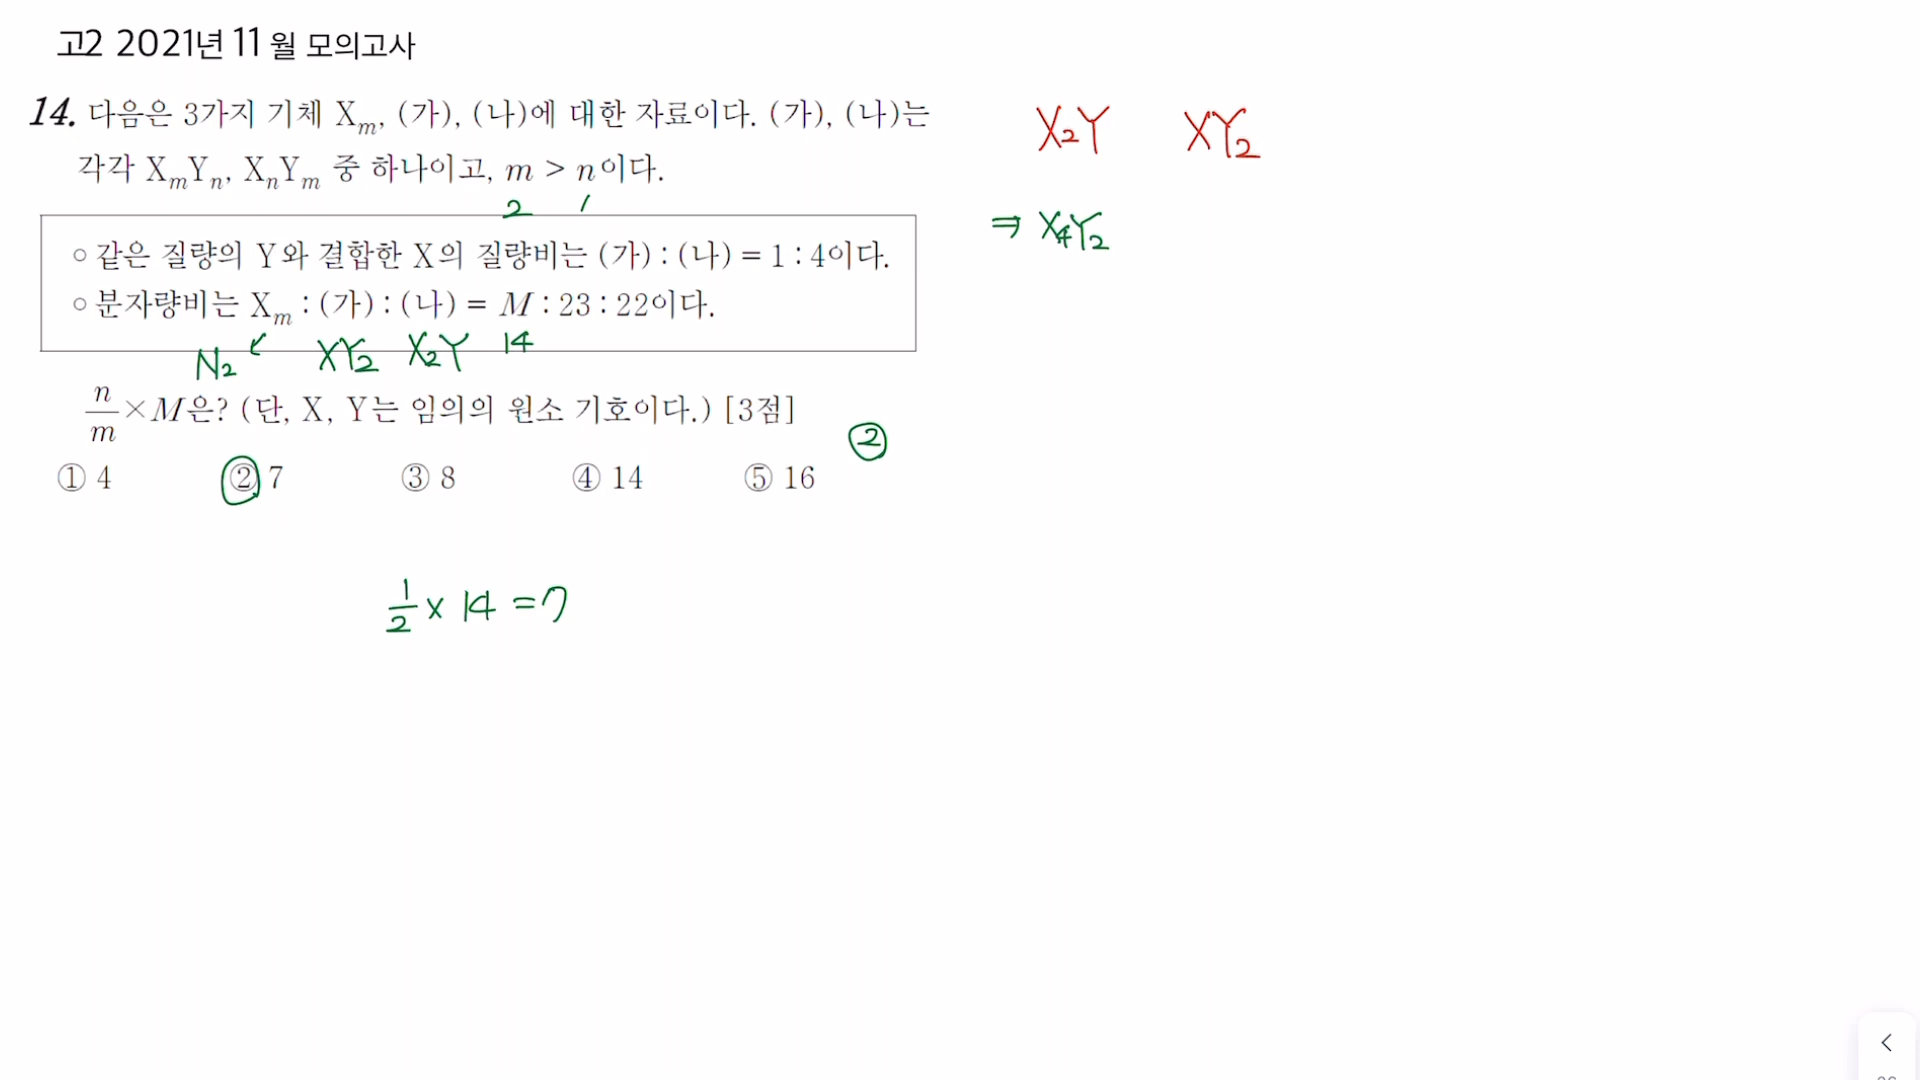 고2 2021년 11월 모의고사
14. 다음은 3가지 기체 Xₘ, (가), (나)에 대한 자료이다. (가), (나)는
각각 XₘYₙ, XₙYₘ 중 하나이고, m > n이다.
2 1
○ 같은 질량의 Y와 결합한 X의 질량비는 (가) : (나) = 1 : 4이다.
○ 분자량비는 Xₘ : (가) : (나) = M : 23 : 22이다.
N₂ XY₂ X₂Y 14
n/m × M은? (단, X, Y는 임의의 원소 기호이다.) [3점]
②
① 4 ② 7 ③ 8 ④ 14 ⑤ 16
1/2 × 14 = 7
X₂Y XY₂
⇒ X₄Y₂